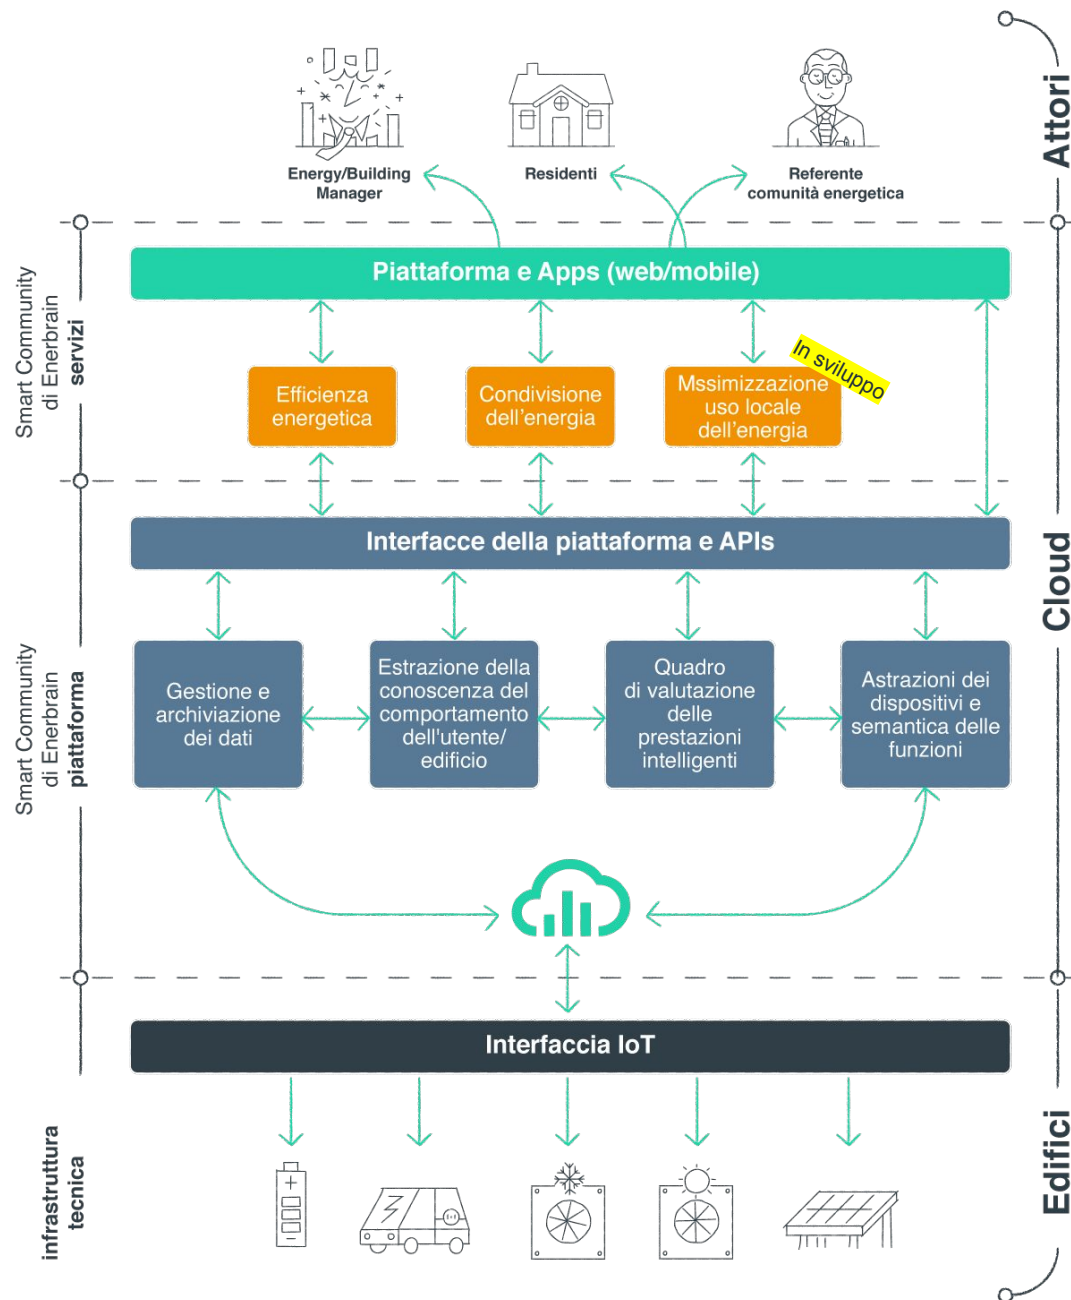 Attori
Energy/Building
Manager
Residenti
Referente
comunità energetica
Smart Community
di Enerbrain
servizi
Piattaforma e Apps (web/mobile)
In sviluppo
Efficienza
energetica
Condivisione
dell'energia
Mssimizzazione
uso locale
dell'energia
Cloud
Interfacce della piattaforma e APIs
Smart Community
di Enerbrain
piattaforma
Gestione e
archiviazione
dei dati
Estrazione della
conoscenza del
comportamento
dell'utente/
edificio
Quadro
di valutazione
delle
prestazioni
intelligenti
Astrazioni dei
dispositivi e
semantica delle
funzioni
Interfaccia IoT
infrastruttura
tecnica
Edifici